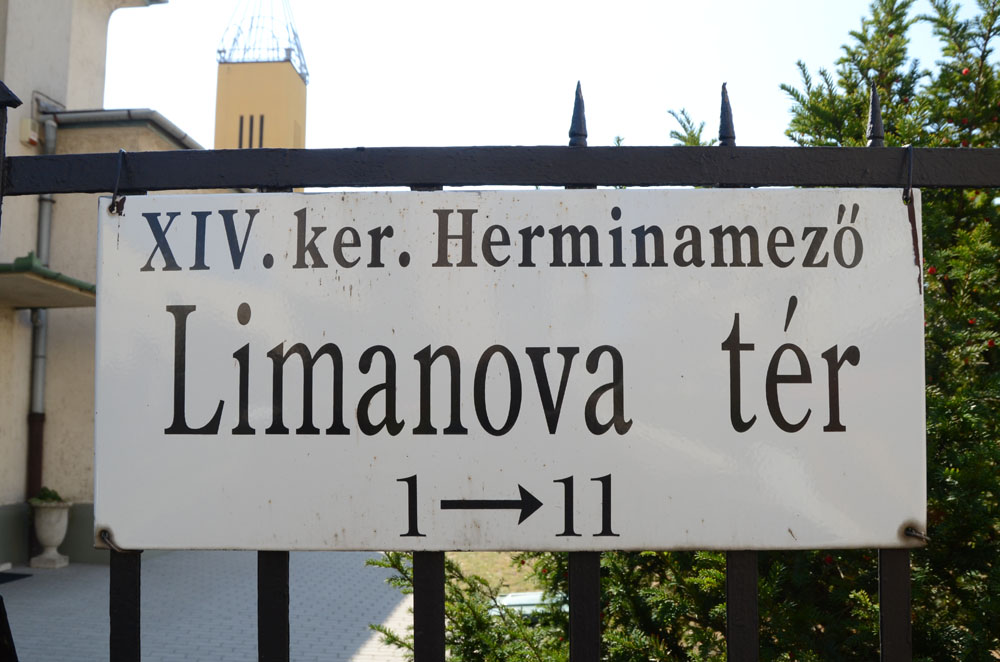 XIV. ker. Herminamező
Limanova tér
1→11